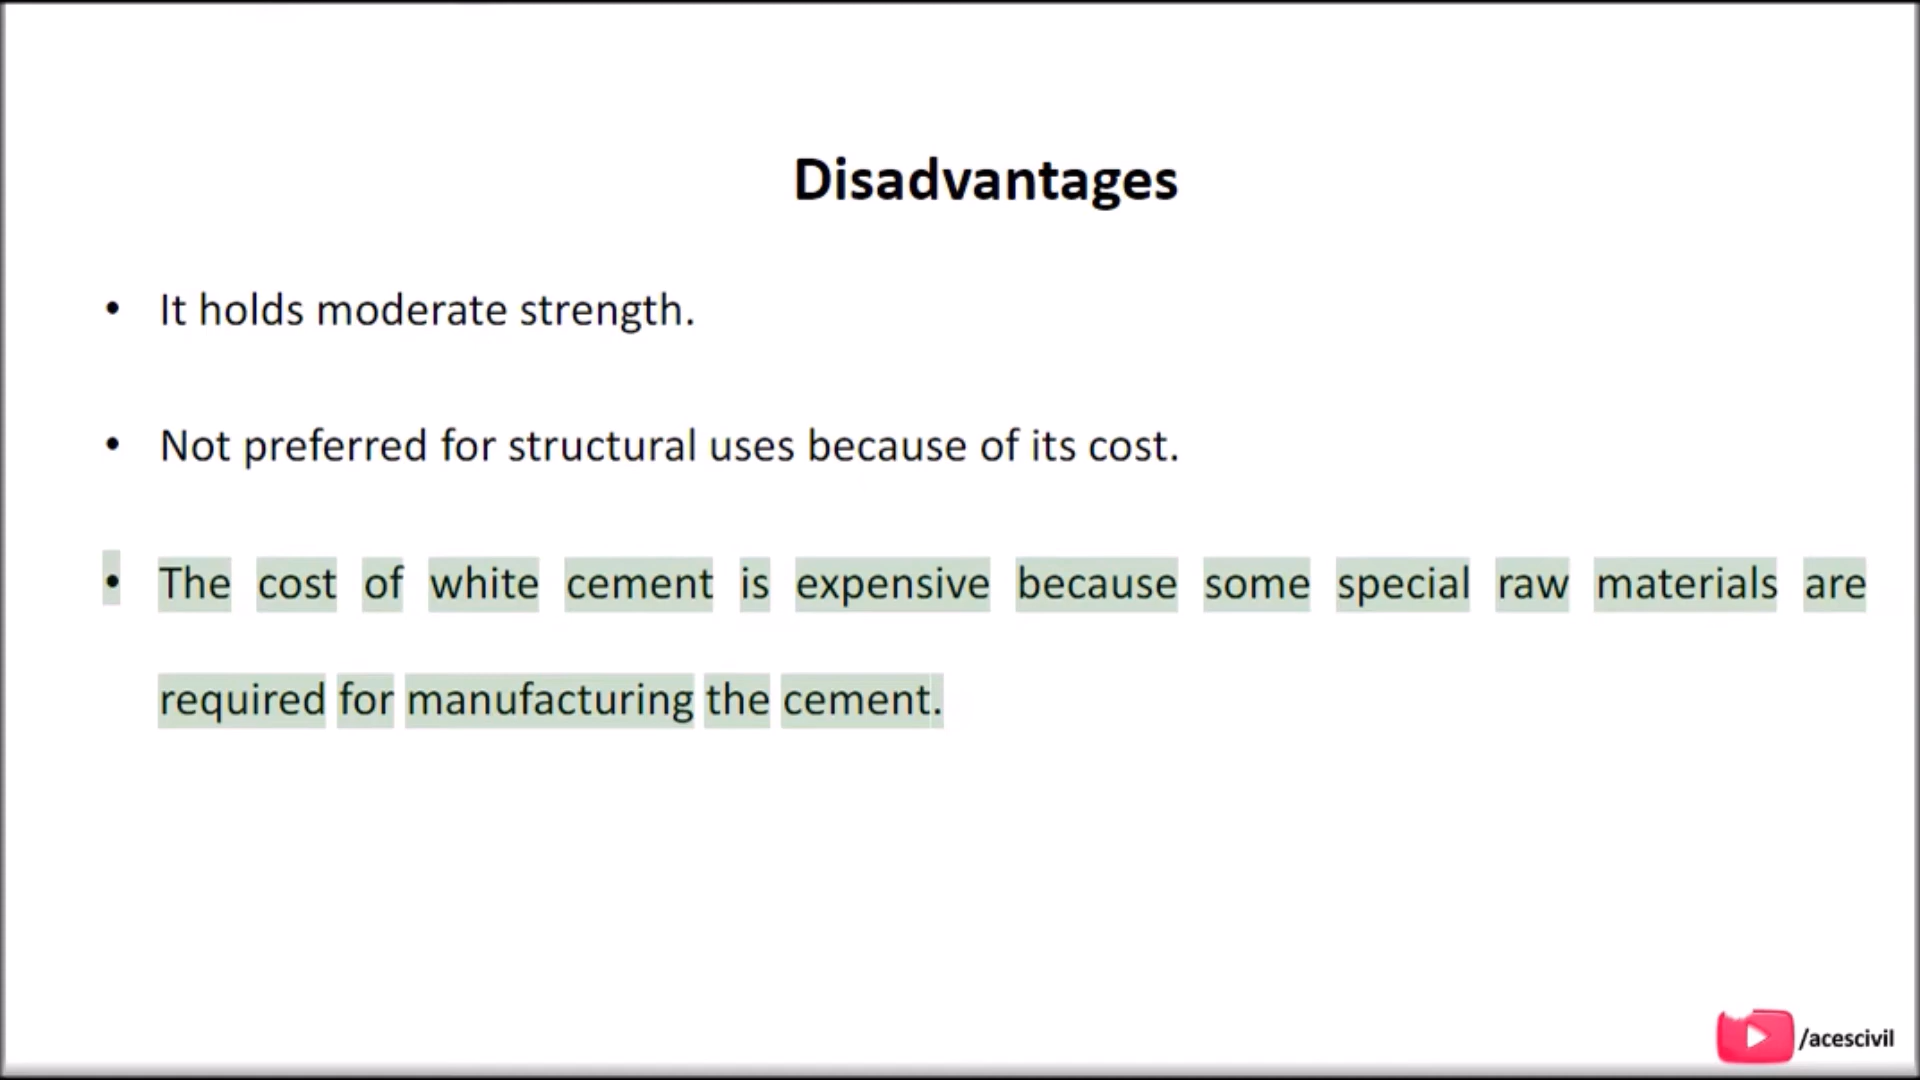 Disadvantages
• It holds moderate strength.
• Not preferred for structural uses because of its cost.
• The cost of white cement is expensive because some special raw materials are
required for manufacturing the cement.
/acescivil